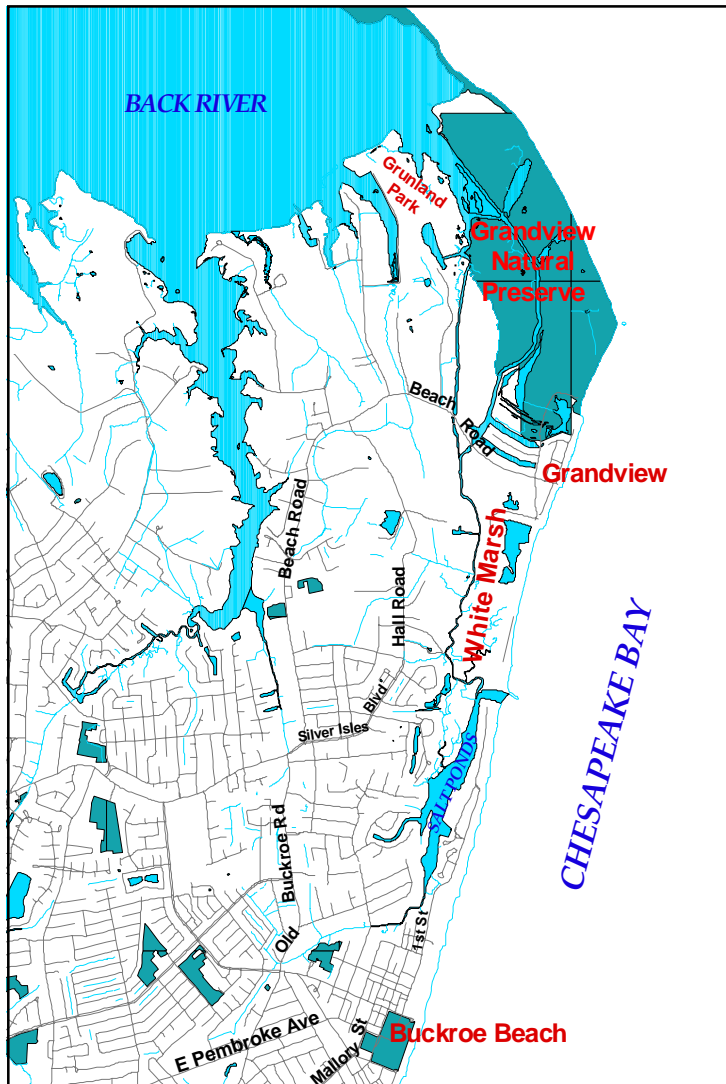 BACK RIVER
Grunland
Park
Grandview
Natural
Preserve
Beach
Road
Grandview
Beach Road
White Marsh
Hall Road
CHESAPEAKE BAY
Blvd'
Silver Isles
SALT PONDS
Buckroe Rd
Old
1st St
E Pembroke Ave
Mallory St
Buckroe Beach